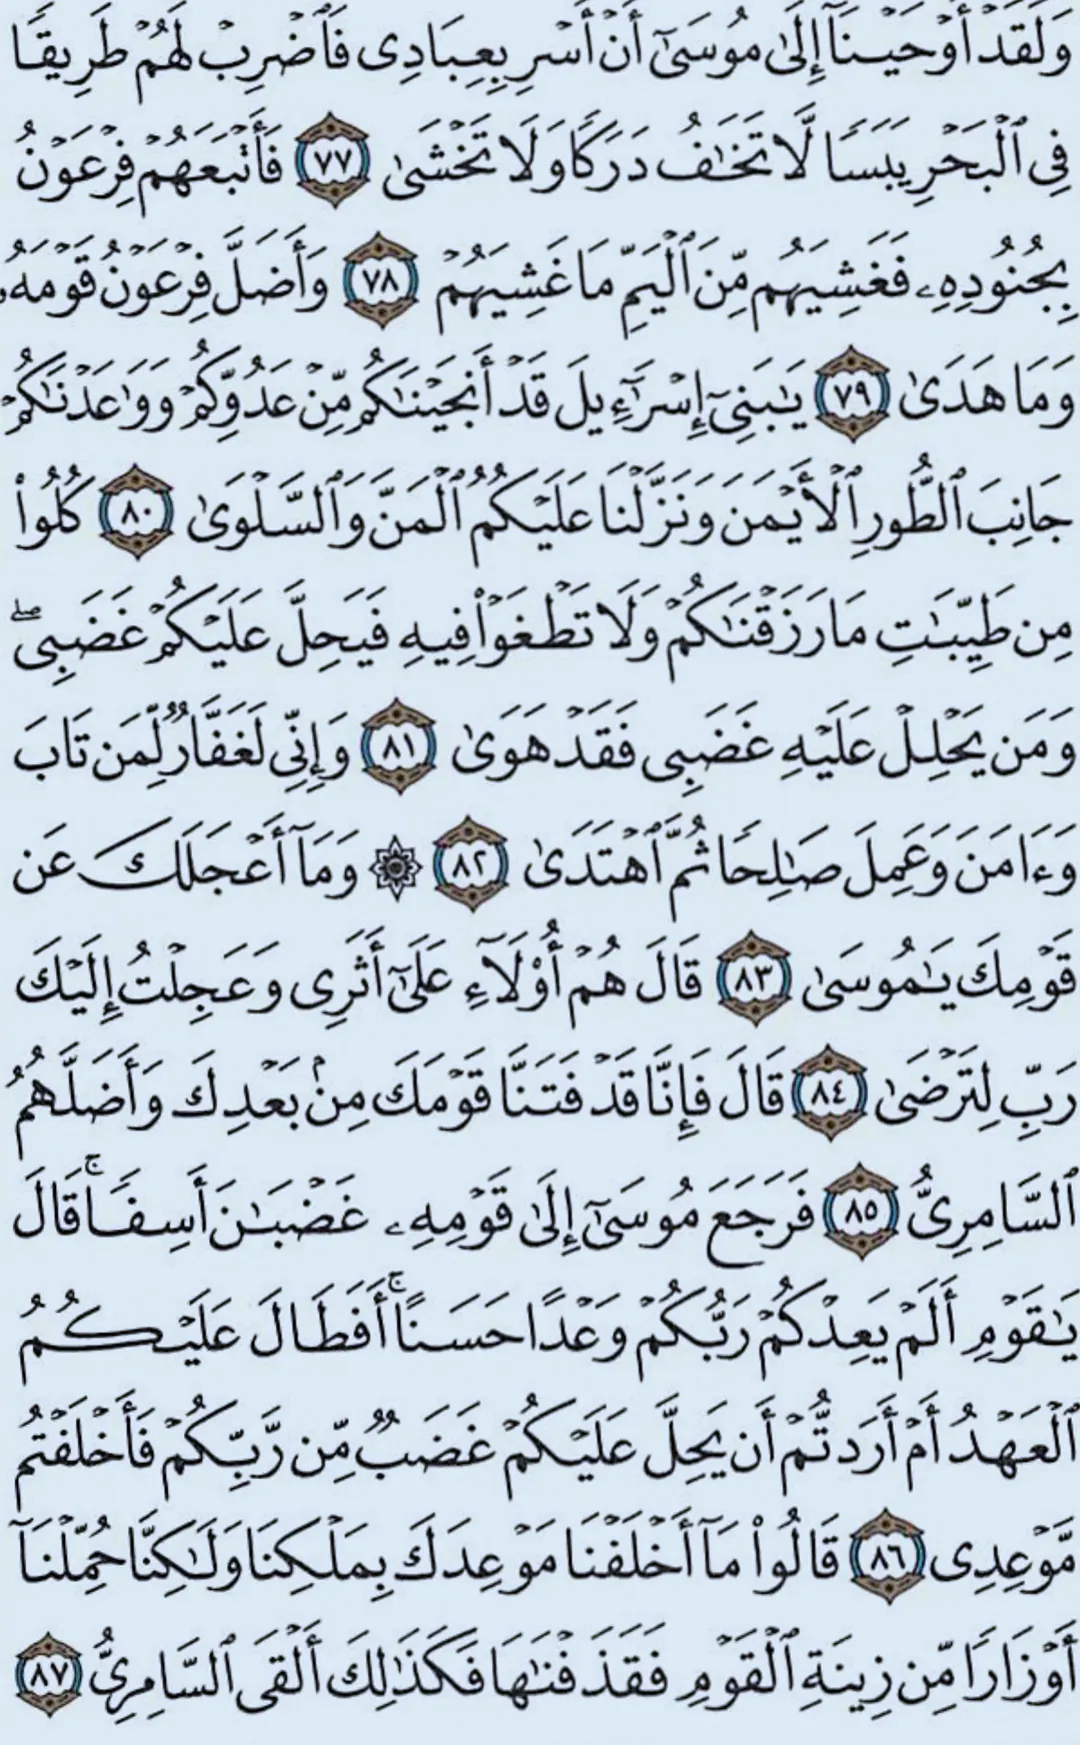 وَلَقَدۡ أَوۡحَيۡنَآ إِلَىٰ مُوسَىٰٓ أَنۡ أَسۡرِ بِعِبَادِي فَٱضۡرِبۡ لَهُمۡ طَرِيقٗا
فِي ٱلۡبَحۡرِ يَبَسٗا لَّا تَخَٰفُ دَرَكٗا وَلَا تَخۡشَىٰ ٧٧ فَأَتۡبَعَهُمۡ فِرۡعَوۡنُ
بِجُنُودِهِۦ فَغَشِيَهُم مِّنَ ٱلۡيَمِّ مَا غَشِيَهُمۡ ٧٨ وَأَضَلَّ فِرۡعَوۡنُ قَوۡمَهُۥ
وَمَا هَدَىٰ ٧٩ يَٰبَنِيٓ إِسۡرَٰٓءِيلَ قَدۡ أَنجَيۡنَٰكُم مِّنۡ عَدُوِّكُمۡ وَوَٰعَدۡنَٰكُمۡ
جَانِبَ ٱلطُّورِ ٱلۡأَيۡمَنَ وَنَزَّلۡنَا عَلَيۡكُمُ ٱلۡمَنَّ وَٱلسَّلۡوَىٰ ٨٠ كُلُواْ
مِن طَيِّبَٰتِ مَا رَزَقۡنَٰكُمۡ وَلَا تَطۡغَوۡاْ فِيهِ فَيَحِلَّ عَلَيۡكُمۡ غَضَبِيۖ
وَمَن يَحۡلِلۡ عَلَيۡهِ غَضَبِي فَقَدۡ هَوَىٰ ٨١ وَإِنِّي لَغَفَّارٞ لِّمَن تَابَ
وَءَامَنَ وَعَمِلَ صَٰلِحٗا ثُمَّ ٱهۡتَدَىٰ ٨٢ ۞ وَمَآ أَعۡجَلَكَ عَن
قَوۡمِكَ يَٰمُوسَىٰ ٨٣ قَالَ هُمۡ أُوْلَآءِ عَلَىٰٓ أَثَرِي وَعَجِلۡتُ إِلَيۡكَ
رَبِّ لِتَرۡضَىٰ ٨٤ قَالَ فَإِنَّا قَدۡ فَتَنَّا قَوۡمَكَ مِنۢ بَعۡدِكَ وَأَضَلَّهُمُ
ٱلسَّامِرِيُّ ٨٥ فَرَجَعَ مُوسَىٰٓ إِلَىٰ قَوۡمِهِۦ غَضۡبَٰنَ أَسِفٗاۚ قَالَ
يَٰقَوۡمِ أَلَمۡ يَعِدۡكُمۡ رَبُّكُمۡ وَعۡدًا حَسَنًاۚ أَفَطَالَ عَلَيۡكُمُ
ٱلۡعَهۡدُ أَمۡ أَرَدتُّمۡ أَن يَحِلَّ عَلَيۡكُمۡ غَضَبٞ مِّن رَّبِّكُمۡ فَأَخۡلَفۡتُم
مَّوۡعِدِي ٨٦ قَالُواْ مَآ أَخۡلَفۡنَا مَوۡعِدَكَ بِمَلۡكِنَا وَلَٰكِنَّا حُمِّلۡنَآ
أَوۡزَارٗا مِّن زِينَةِ ٱلۡقَوۡمِ فَقَذَفۡنَٰهَا فَكَذَٰلِكَ أَلۡقَى ٱلسَّامِرِيُّ ٨٧